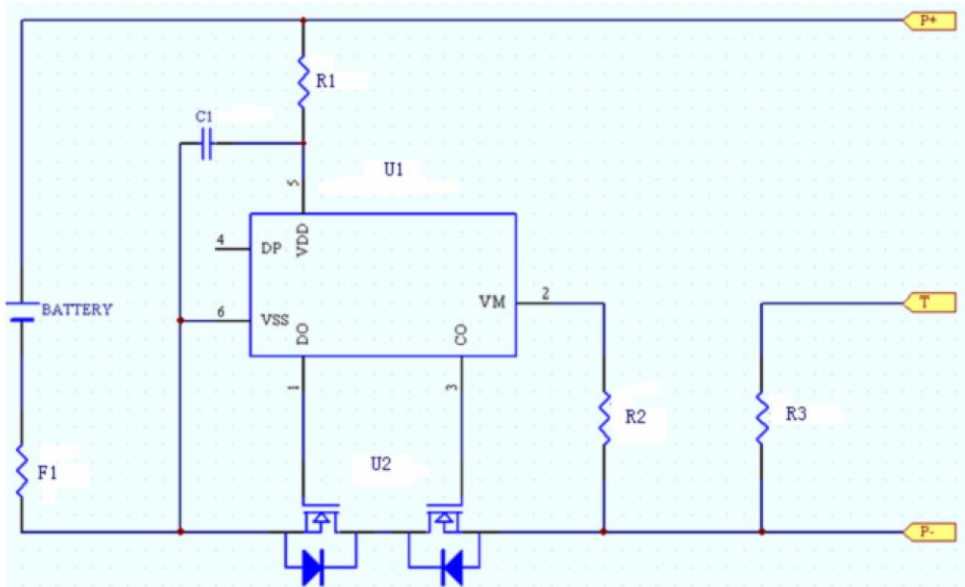 P+
R1
C1
U1
5
4
DP
VDD
BATTERY
VM
2
T
6
VSS
DO
CO
1
3
R2
R3
U2
F1
P-